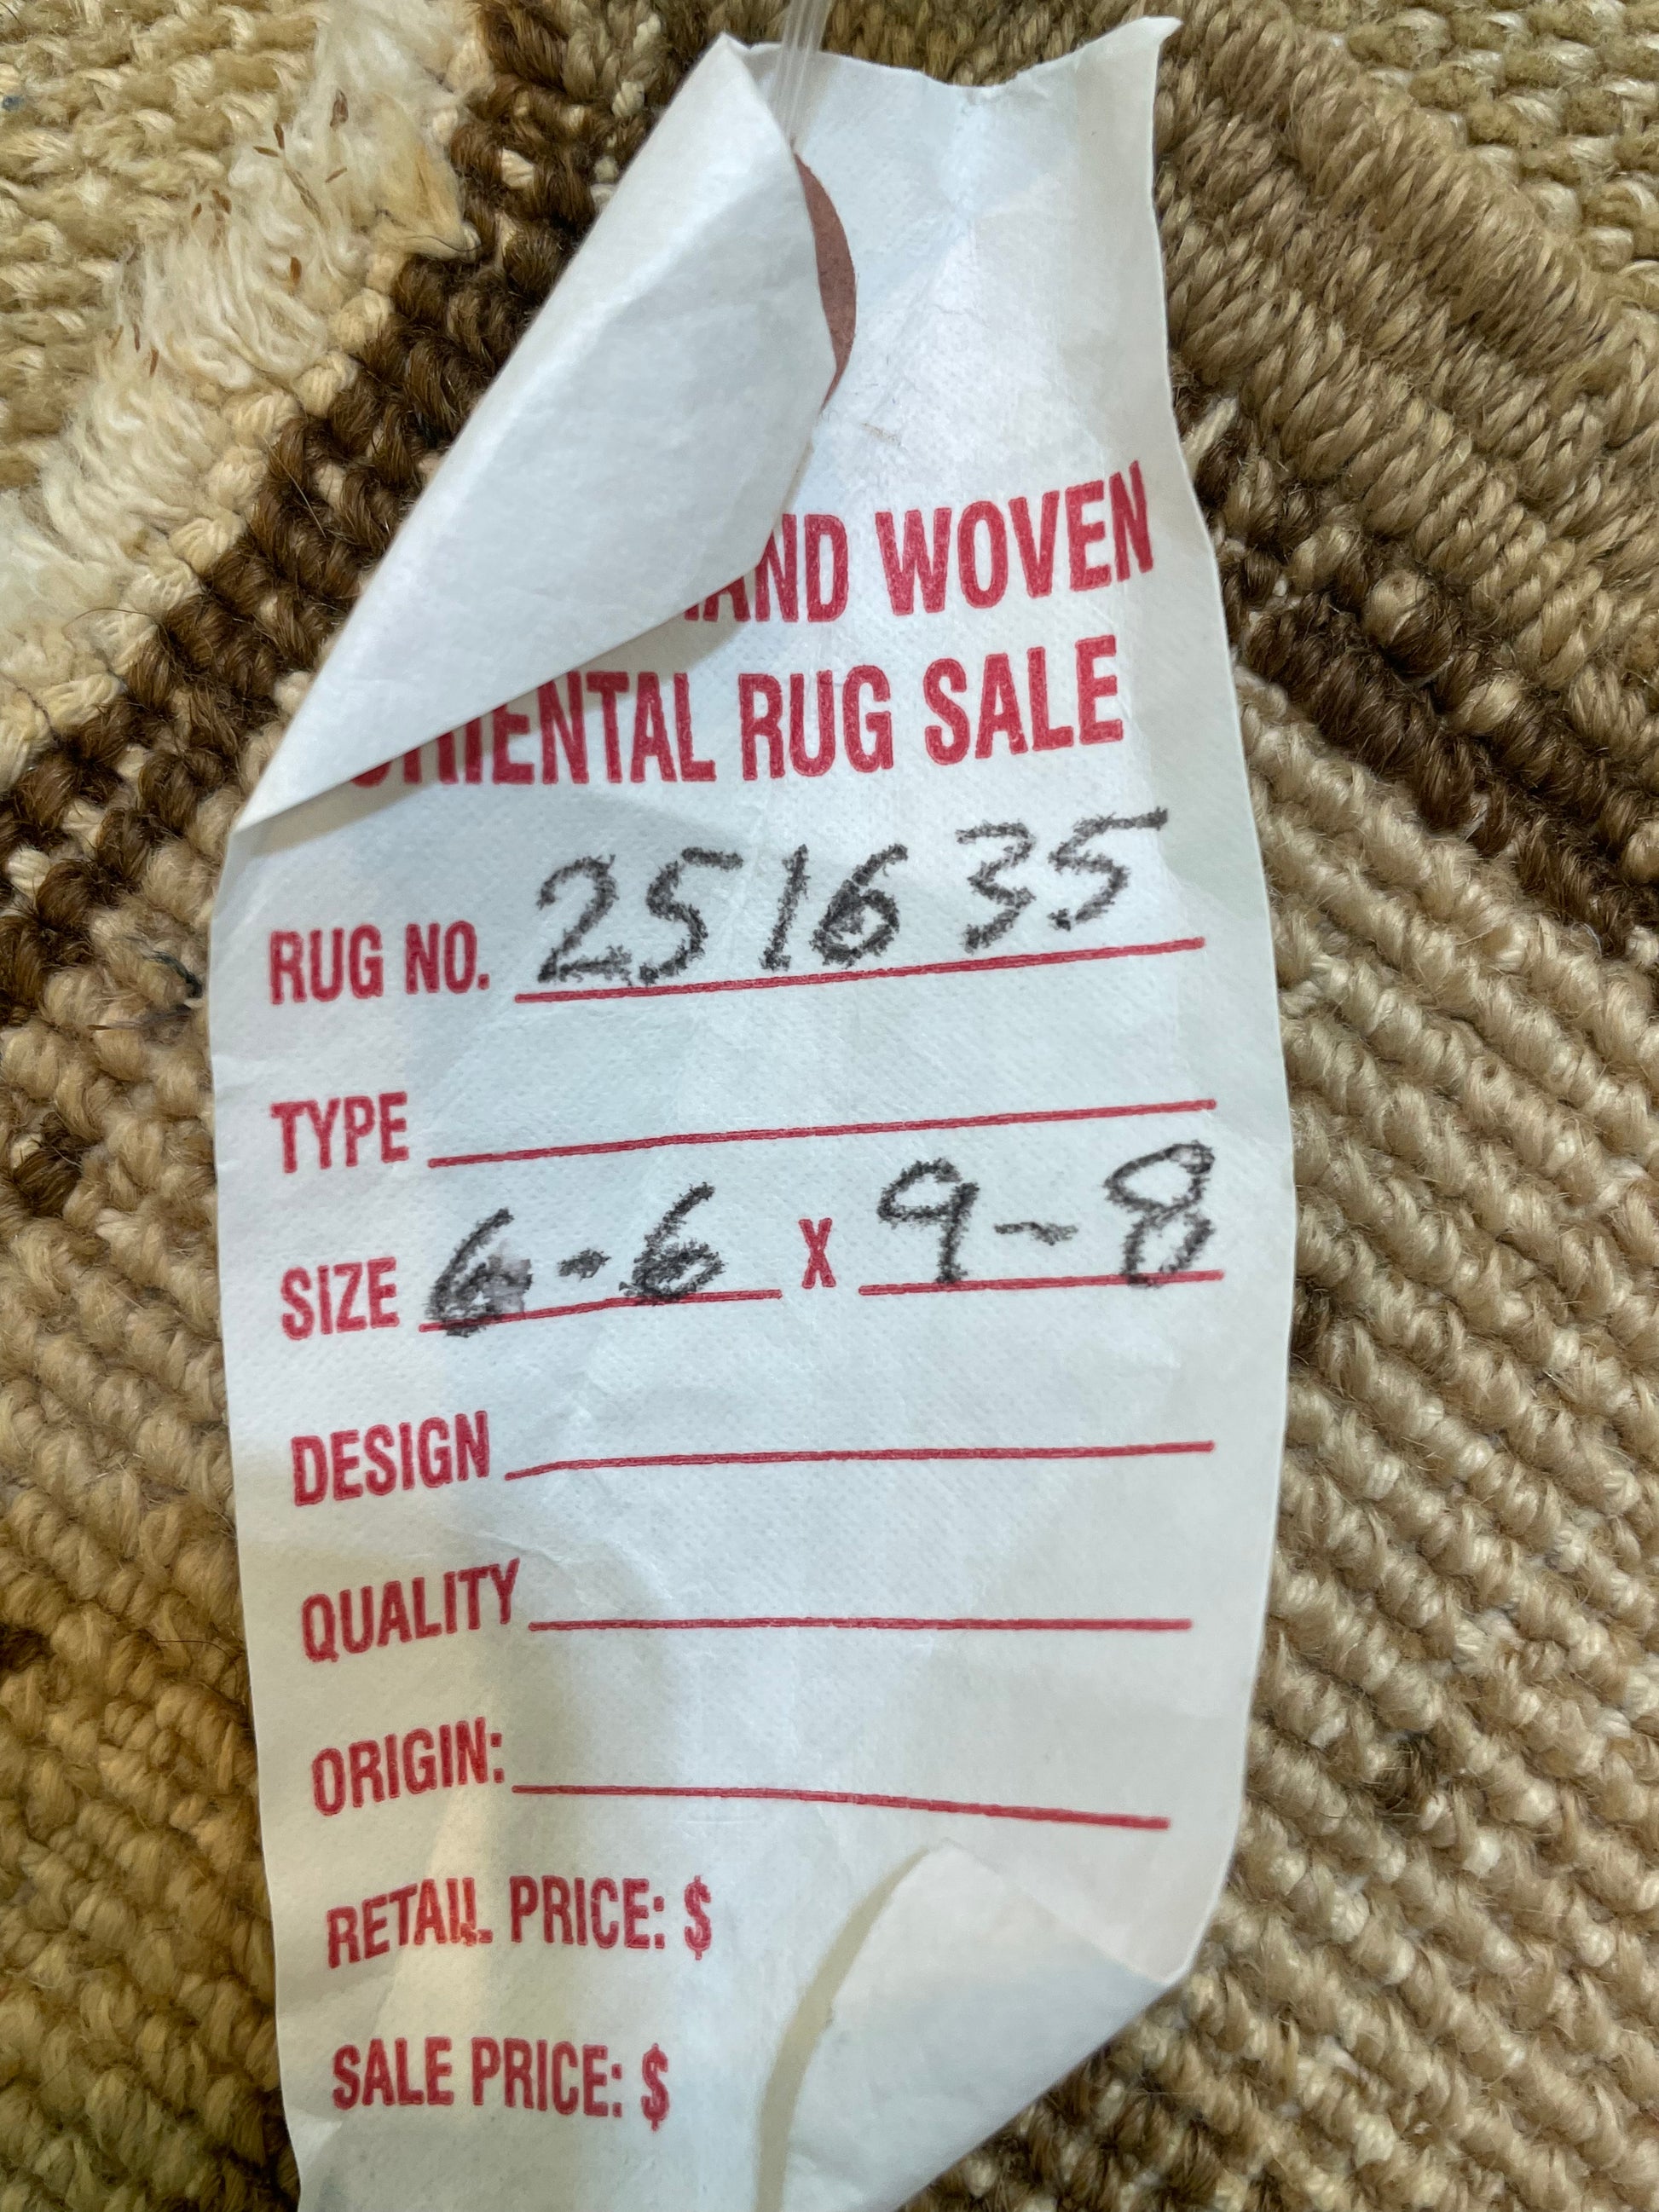 HAND WOVEN
ORIENTAL RUG SALE
RUG NO. 251635
TYPE
SIZE 6-6 X 9-8
DESIGN
QUALITY
ORIGIN:
RETAIL PRICE: $
SALE PRICE: $